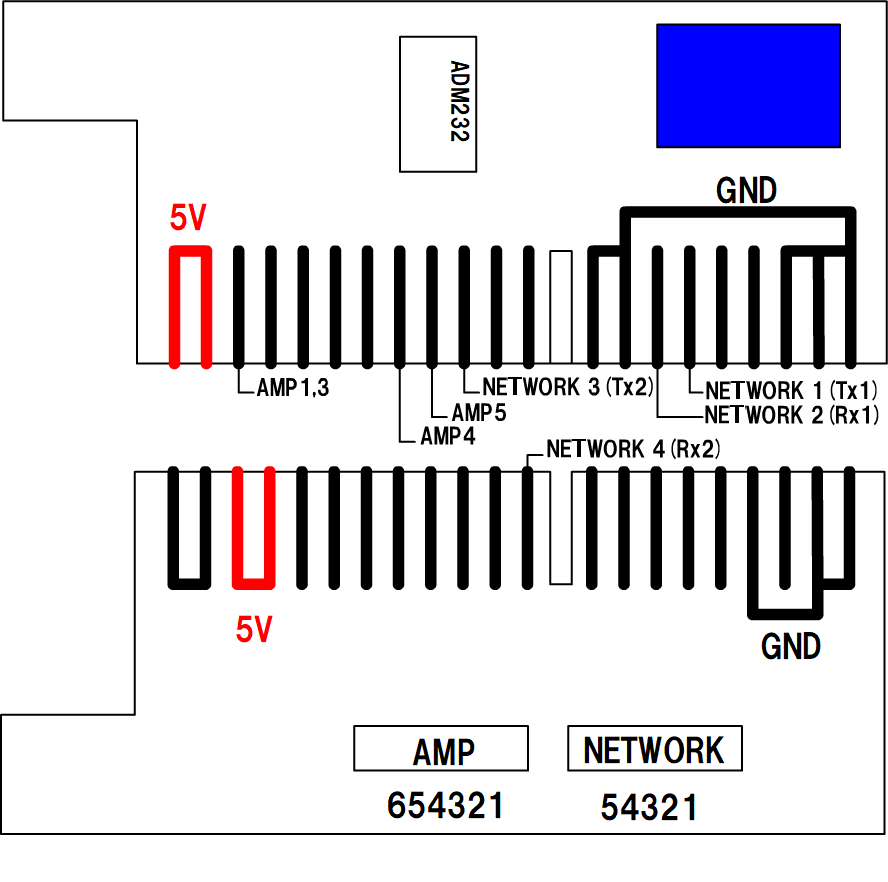 ADM232
GND
5V
AMP1,3
NETWORK 3 (Tx2)
NETWORK 1 (Tx1)
AMP5
NETWORK 2 (Rx1)
AMP4
NETWORK 4 (Rx2)
5V
GND
AMP
NETWORK
654321
54321